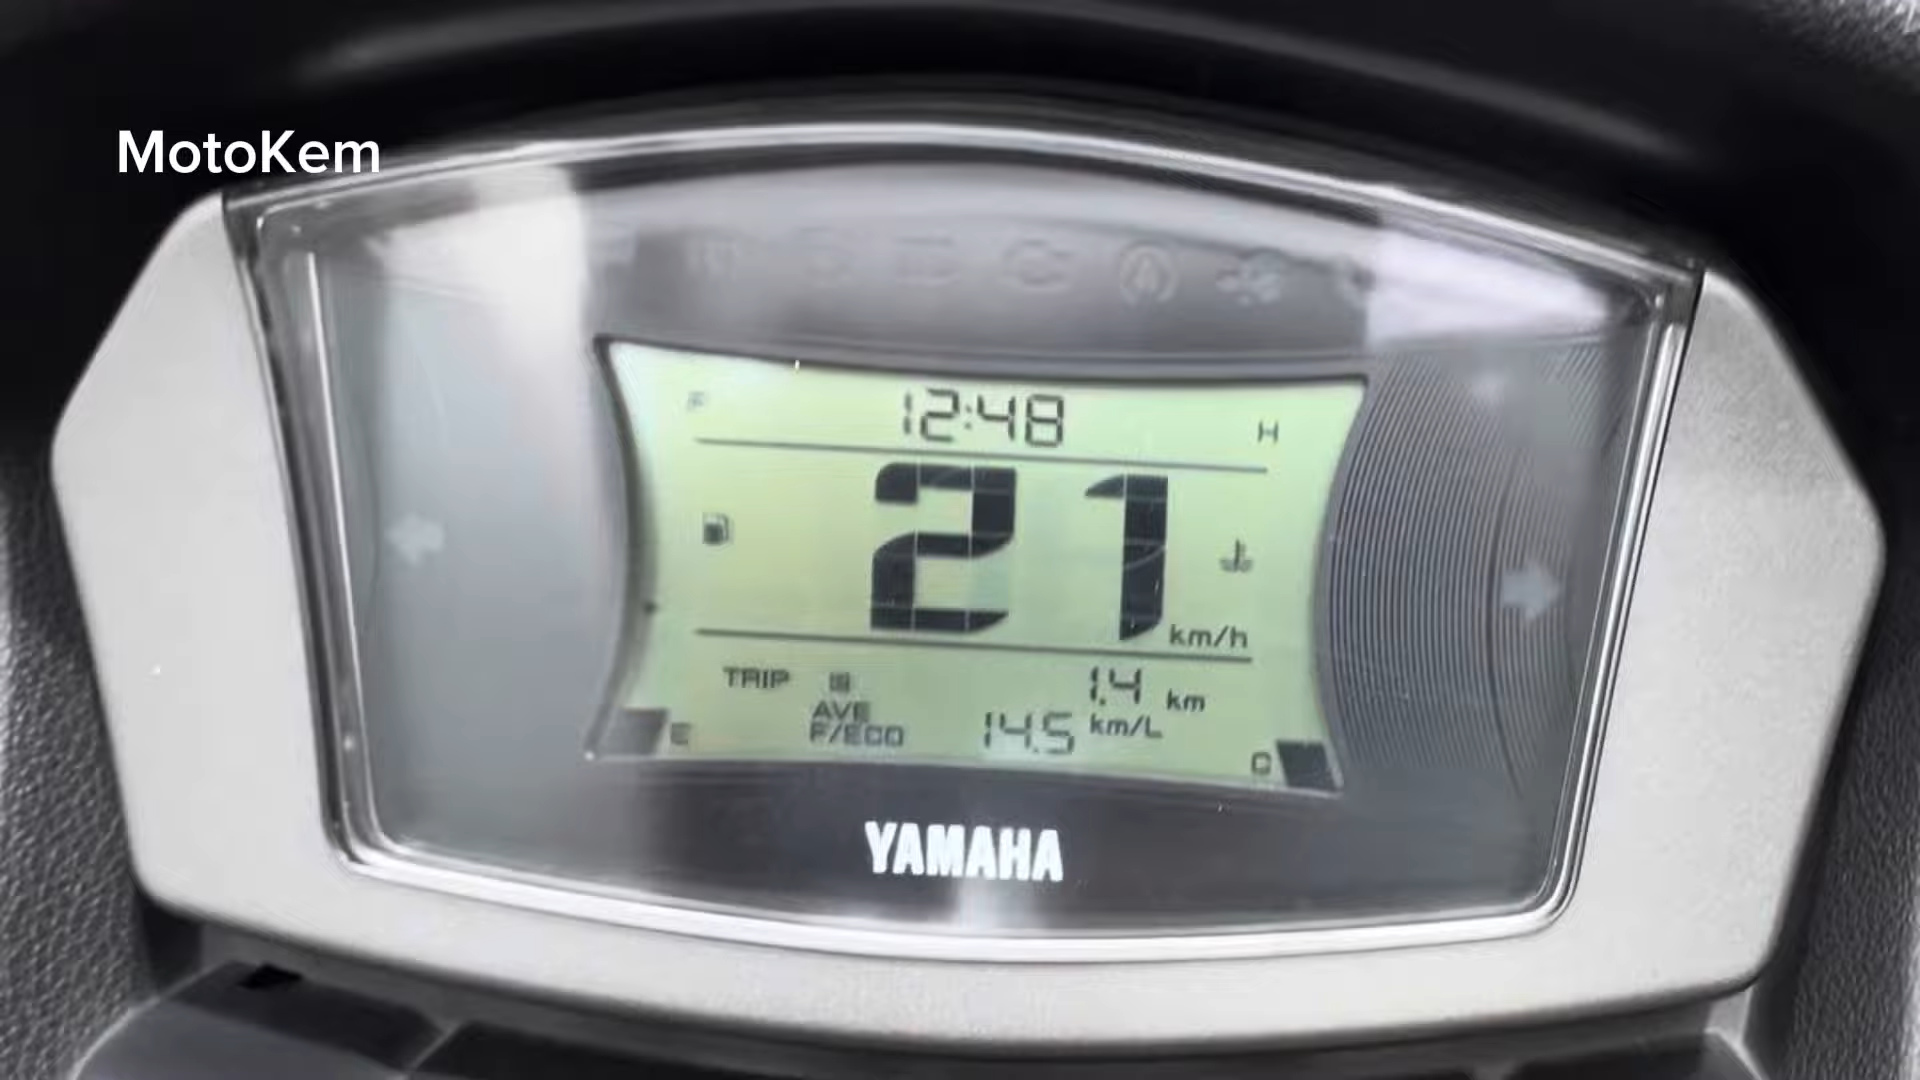 MotoKem
F
12:48
H
21
km/h
TRIP
1.4 km
AVE
F/ECO
14.5 km/L
E
C
YAMAHA